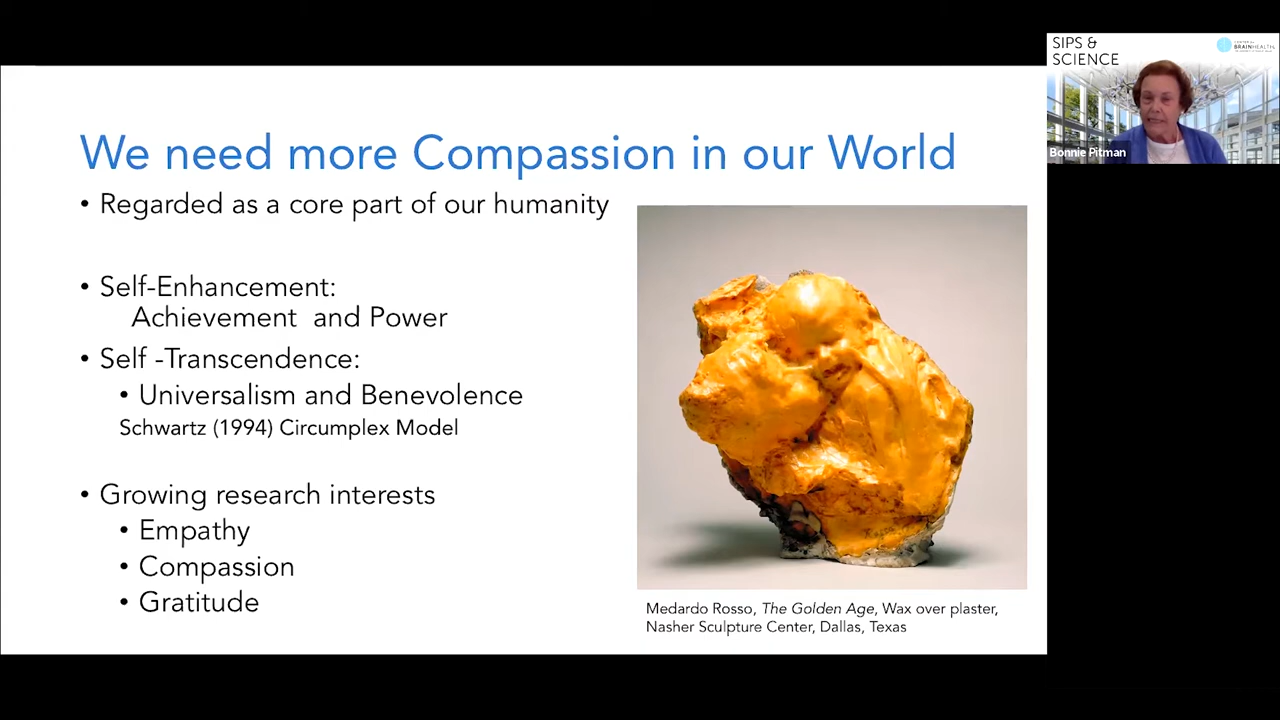 We need more Compassion in our World
• Regarded as a core part of our humanity
• Self-Enhancement:
Achievement and Power
• Self -Transcendence:
• Universalism and Benevolence
Schwartz (1994) Circumplex Model
• Growing research interests
• Empathy
• Compassion
• Gratitude
Medardo Rosso, The Golden Age, Wax over plaster,
Nasher Sculpture Center, Dallas, Texas
SIPS &
SCIENCE
BRAINHEALTH
Bonnie Pitman